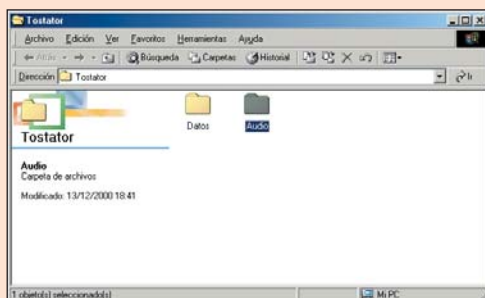 Tostator
Archivo Edición Ver Favoritos Herramientas Ayuda
Atrás Búsqueda Carpetas Historial
Dirección Tostator
Tostator
Audio
Carpeta de archivos
Modificado: 13/12/2000 18:41
Datos
Audio
1 objeto(s) seleccionado(s)
Mi PC